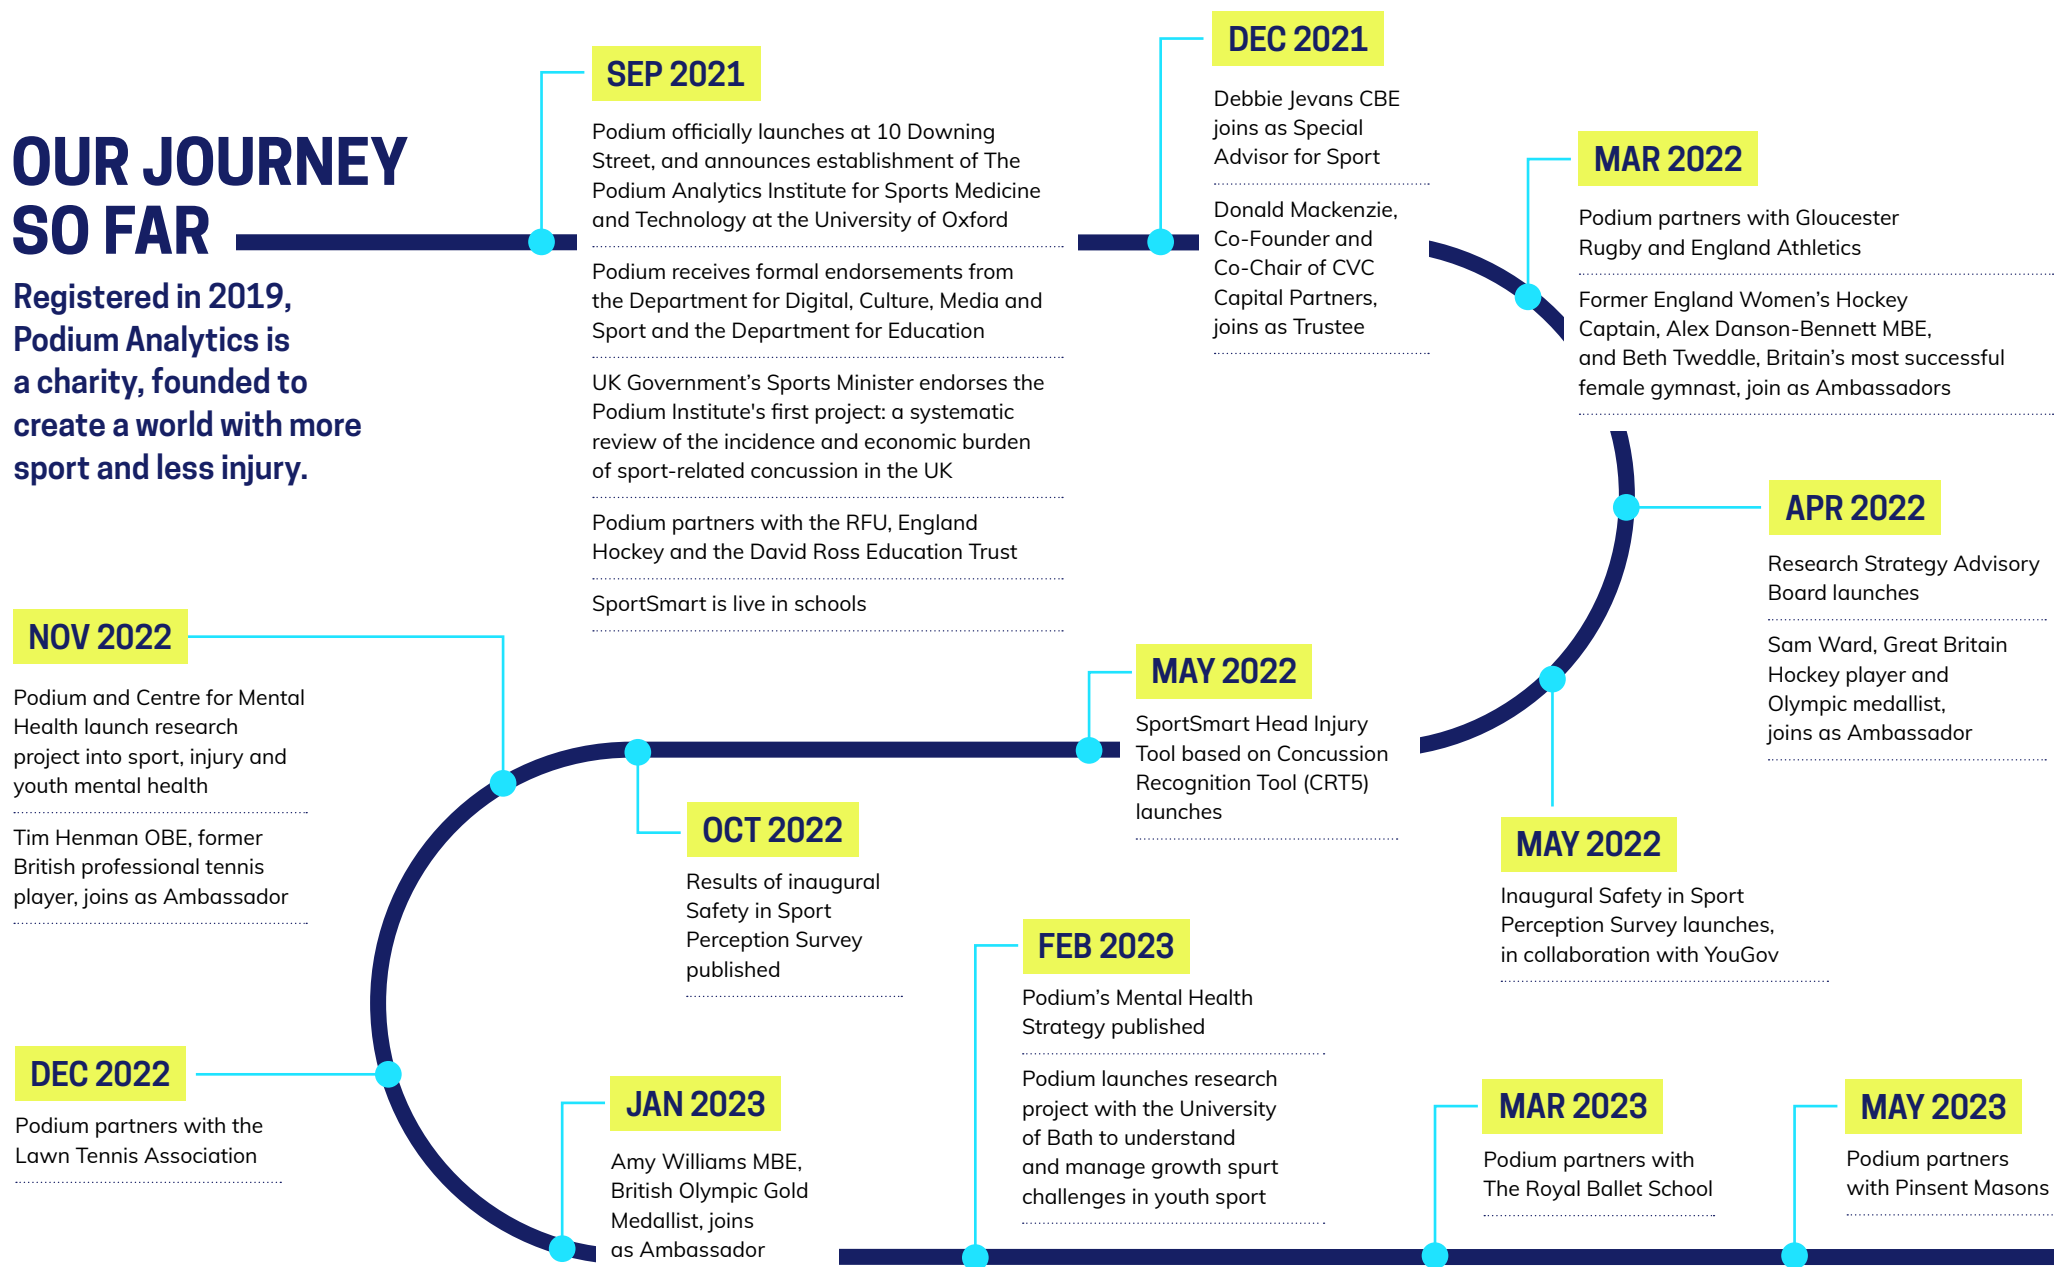 OUR JOURNEY
SO FAR
Registered in 2019,
Podium Analytics is
a charity, founded to
create a world with more
sport and less injury.
SEP 2021
Podium officially launches at 10 Downing
Street, and announces establishment of The
Podium Analytics Institute for Sports Medicine
and Technology at the University of Oxford
Podium receives formal endorsements from
the Department for Digital, Culture, Media and
Sport and the Department for Education
UK Government’s Sports Minister endorses the
Podium Institute's first project: a systematic
review of the incidence and economic burden
of sport-related concussion in the UK
Podium partners with the RFU, England
Hockey and the David Ross Education Trust
SportSmart is live in schools
DEC 2021
Debbie Jevans CBE
joins as Special
Advisor for Sport
Donald Mackenzie,
Co-Founder and
Co-Chair of CVC
Capital Partners,
joins as Trustee
MAR 2022
Podium partners with Gloucester
Rugby and England Athletics
Former England Women’s Hockey
Captain, Alex Danson-Bennett MBE,
and Beth Tweddle, Britain’s most successful
female gymnast, join as Ambassadors
APR 2022
Research Strategy Advisory
Board launches
Sam Ward, Great Britain
Hockey player and
Olympic medallist,
joins as Ambassador
MAY 2022
Inaugural Safety in Sport
Perception Survey launches,
in collaboration with YouGov
MAY 2022
SportSmart Head Injury
Tool based on Concussion
Recognition Tool (CRT5)
launches
OCT 2022
Results of inaugural
Safety in Sport
Perception Survey
published
NOV 2022
Podium and Centre for Mental
Health launch research
project into sport, injury and
youth mental health
Tim Henman OBE, former
British professional tennis
player, joins as Ambassador
DEC 2022
Podium partners with the
Lawn Tennis Association
JAN 2023
Amy Williams MBE,
British Olympic Gold
Medallist, joins
as Ambassador
FEB 2023
Podium’s Mental Health
Strategy published
Podium launches research
project with the University
of Bath to understand
and manage growth spurt
challenges in youth sport
MAR 2023
Podium partners with
The Royal Ballet School
MAY 2023
Podium partners
with Pinsent Masons